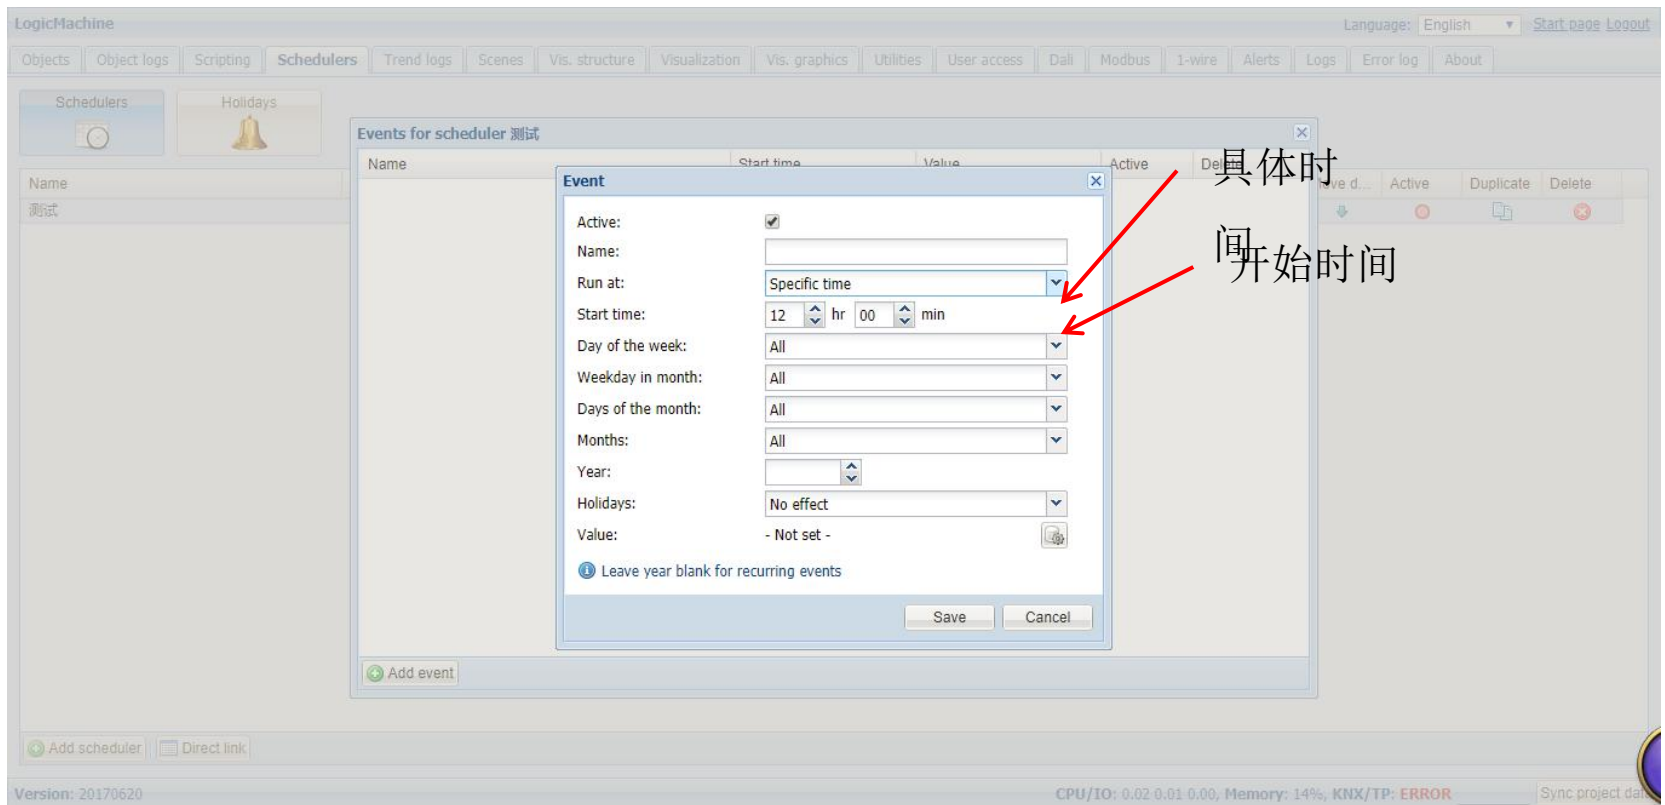 LogicMachine
Language: English Start page Logout
Objects Object logs Scripting Schedulers Trend logs Scenes Vis. structure Visualization Vis. graphics Utilities User access Dali Modbus 1-wire Alerts Logs Error log About
Schedulers Holidays
Events for scheduler 测试
Name Start time Value Active Delete
具体时
间
开始时间
Name d... Active Duplicate Delete
测试
Event
Active:
Name:
Run at: Specific time
Start time: 12 hr 00 min
Day of the week: All
Weekday in month: All
Days of the month: All
Months: All
Year:
Holidays: No effect
Value: - Not set -
Leave year blank for recurring events
Save Cancel
Add event
Add scheduler Direct link
Version: 20170620 CPU/IO: 0.02 0.01 0.00, Memory: 14%, KNX/TP: ERROR Sync project